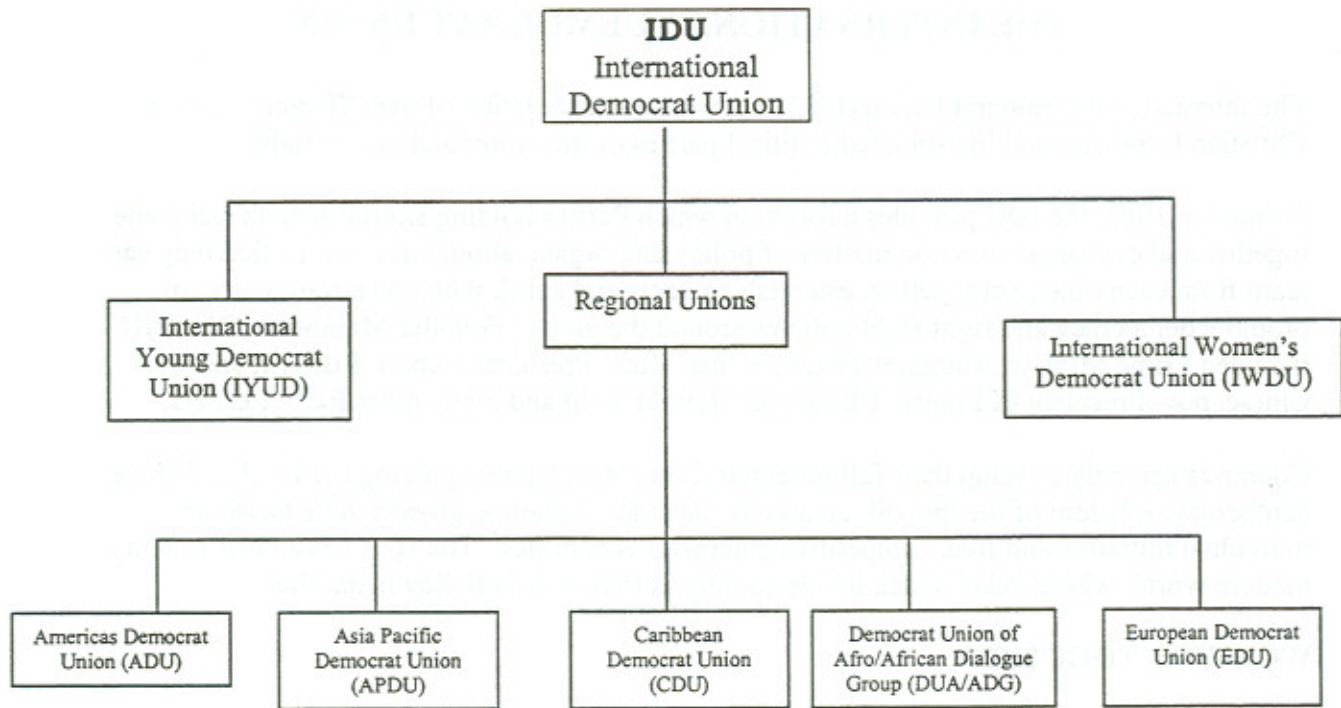 IDU
International
Democrat Union
International
Young Democrat
Union (IYUD)
Regional Unions
International Women's
Democrat Union (IWDU)
Americas Democrat
Union (ADU)
Asia Pacific
Democrat Union
(APDU)
Caribbean
Democrat Union
(CDU)
Democrat Union of
Afro/African Dialogue
Group (DUA/ADG)
European Democrat
Union (EDU)